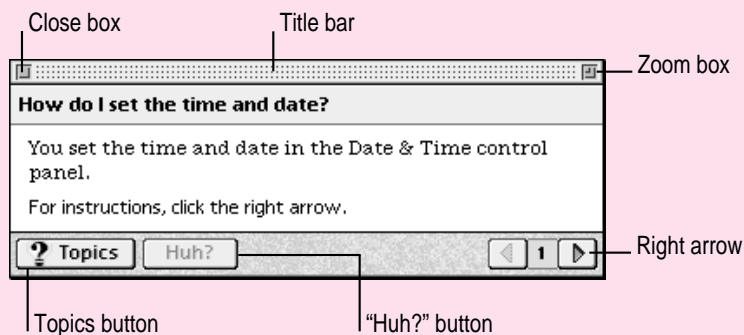 Close box
Title bar
Zoom box
How do I set the time and date?
You set the time and date in the Date & Time control
panel.
For instructions, click the right arrow.
? Topics
Huh?
1
Right arrow
Topics button
“Huh?” button